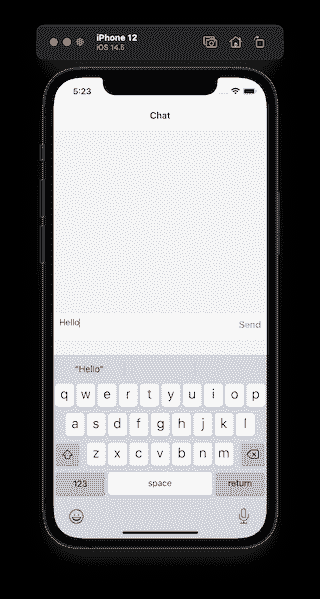 iPhone 12
iOS 14.5
5:23
Chat
Hello
Send
"Hello"
q w e r t y u i o p
a s d f g h j k l
z x c v b n m
123 space return